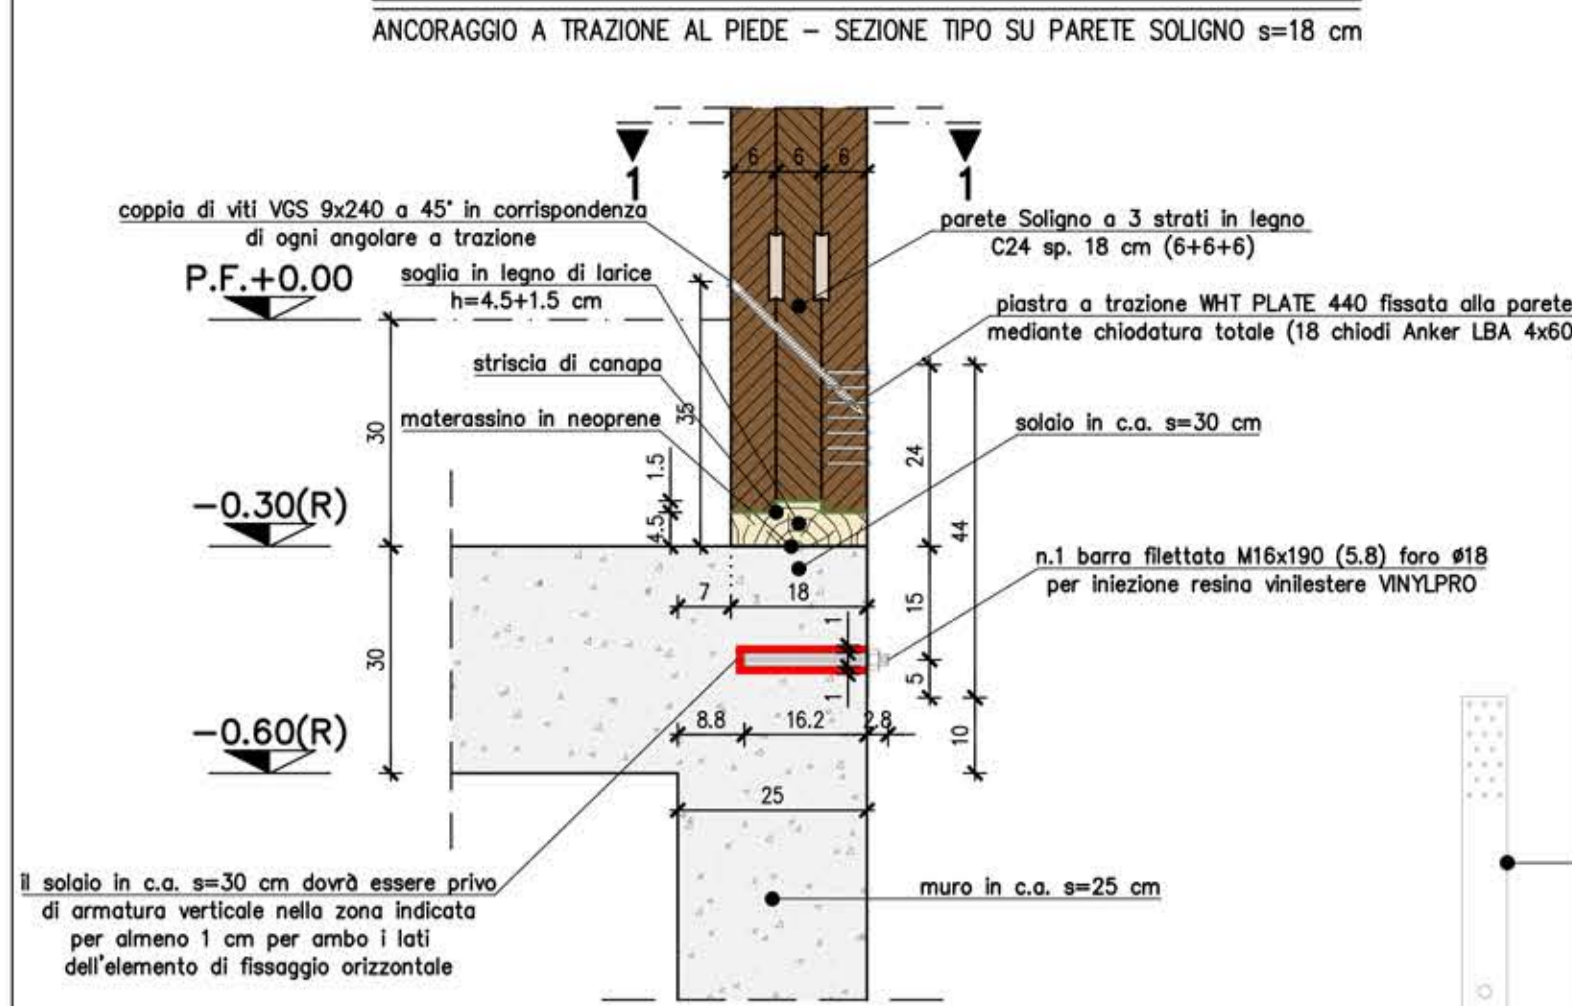 ANCORAGGIO A TRAZIONE AL PIEDE – SEZIONE TIPO SU PARETE SOLIGNO s=18 cm
1
1
6
6
6
coppia di viti VGS 9x240 a 45° in corrispondenza
di ogni angolare a trazione
parete Soligno a 3 strati in legno
C24 sp. 18 cm (6+6+6)
P.F.+0.00
soglia in legno di larice
h=4.5+1.5 cm
piastra a trazione WHT PLATE 440 fissata alla parete
mediante chiodatura totale (18 chiodi Anker LBA 4x60
striscia di canapa
materassino in neoprene
solaio in c.a. s=30 cm
30
35
24
1.5
4.5
44
-0.30(R)
n.1 barra filettata M16x190 (5.8) foro ø18
per iniezione resina vinilestere VINYLPRO
7
18
15
1
1
30
5
8.8
16.2
2.8
10
-0.60(R)
25
il solaio in c.a. s=30 cm dovrà essere privo
di armatura verticale nella zona indicata
per almeno 1 cm per ambo i lati
dell'elemento di fissaggio orizzontale
muro in c.a. s=25 cm